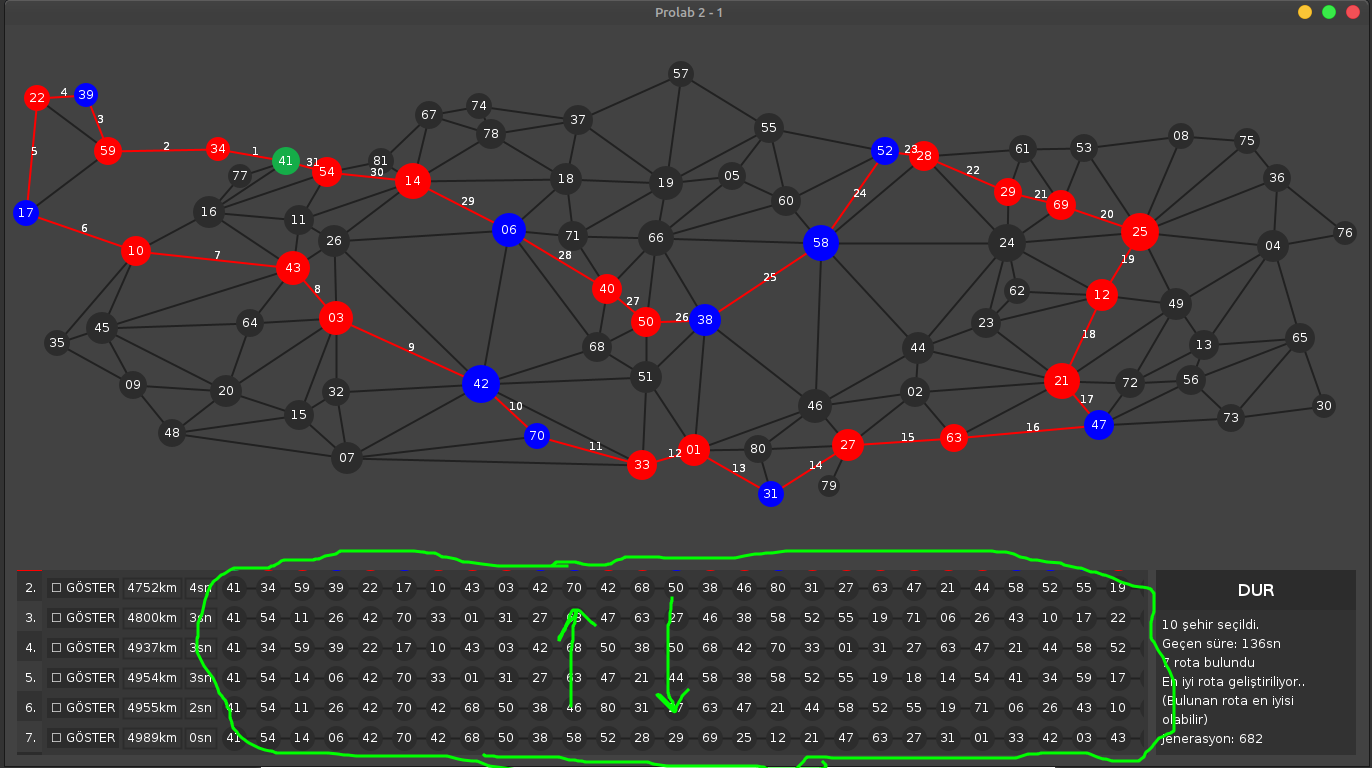 Prolab 2 - 1
57
22 4 39
67 74 78 37 55
3
59 2 34 1 41 31 54 81 30 14
77
5
18 19 05 60
52 23 28 61 53 08 75
22 29 21 69 20 36
24
17 6 16 11 29 06 71 66 58 25 76
10 7 43 26 28 24 04
19
8 40 27 25 62 12 49
35 45 64 03 50 26 38 23 18 13 65
9 68 44
09 20 32 42 51 02 21 72 56
10 17
48 15 70 46 47 73 30
11 15 63 16
07 33 12 01 80 27
13 14
31 79
2. GÖSTER 4752km 4sn 41 34 59 39 22 17 10 43 03 42 70 42 68 50 38 46 80 31 27 63 47 21 44 58 52 55 19
3. GÖSTER 4800km 3sn 41 54 11 26 42 70 33 01 31 27 63 47 63 27 46 38 58 52 55 19 71 06 26 43 10 17 22
4. GÖSTER 4937km 3sn 41 34 59 39 22 17 10 43 03 42 68 50 38 50 68 42 70 33 01 31 27 63 47 21 44 58 52
5. GÖSTER 4954km 3sn 41 54 14 06 42 70 33 01 31 27 63 47 21 44 58 38 58 52 55 19 18 14 54 41 34 59 17
6. GÖSTER 4955km 2sn 41 54 11 26 42 70 42 68 50 38 46 80 31 27 63 47 21 44 58 52 55 19 71 06 26 43 10
7. GÖSTER 4989km 0sn 41 54 14 06 42 70 42 68 50 38 58 52 28 29 69 25 12 21 47 63 27 31 01 33 42 03 43
DUR
10 şehir seçildi.
Geçen süre: 136sn
7 rota bulundu
En iyi rota geliştiriliyor..
(Bulunan rota en iyisi
olabilir)
Jenerasyon: 682